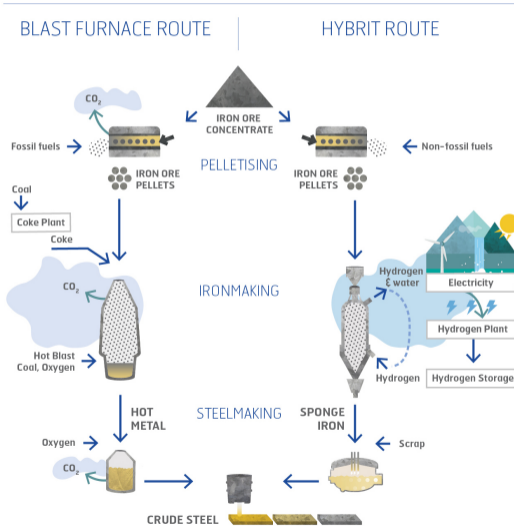 BLAST FURNACE ROUTE
HYBRIT ROUTE
CO₂
IRON ORE
CONCENTRATE
Fossil fuels
Non-fossil fuels
PELLETISING
IRON ORE
PELLETS
IRON ORE
PELLETS
Coal
Coke Plant
Coke
CO₂
IRONMAKING
Hydrogen
& water
Electricity
Hydrogen Plant
Hot Blast
Coal, Oxygen
Hydrogen
Hydrogen Storage
HOT
METAL
STEELMAKING
SPONGE
IRON
Oxygen
Scrap
CO₂
CRUDE STEEL